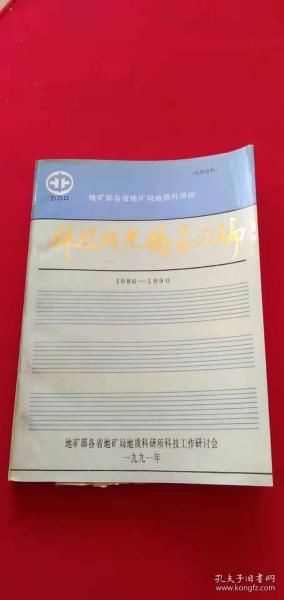 (内部资料)
DDD
地矿部各省地矿局地质科研所
科技成果摘要汇编
1986—1990
地矿部各省地矿局地质科研所科技工作研讨会
一九九一年
孔夫子旧书网